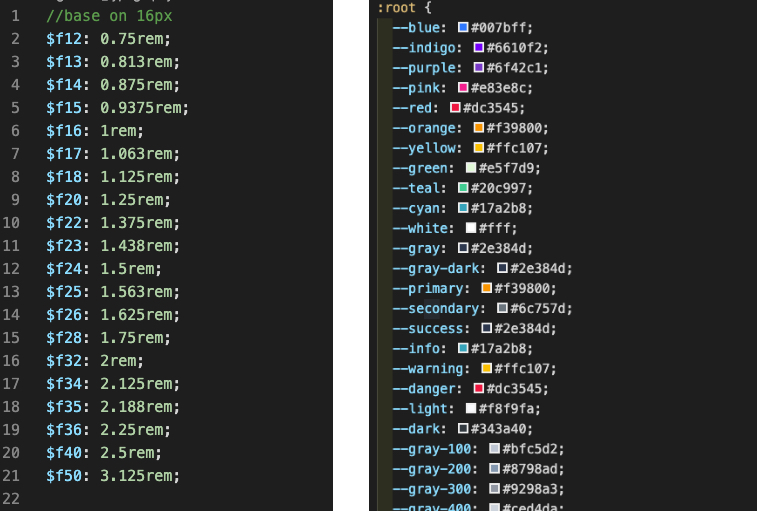 1 //base on 16px
2 $f12: 0.75rem;
3 $f13: 0.813rem;
4 $f14: 0.875rem;
5 $f15: 0.9375rem;
6 $f16: 1rem;
7 $f17: 1.063rem;
8 $f18: 1.125rem;
9 $f20: 1.25rem;
10 $f22: 1.375rem;
11 $f23: 1.438rem;
12 $f24: 1.5rem;
13 $f25: 1.563rem;
14 $f26: 1.625rem;
15 $f28: 1.75rem;
16 $f32: 2rem;
17 $f34: 2.125rem;
18 $f35: 2.188rem;
19 $f36: 2.25rem;
20 $f40: 2.5rem;
21 $f50: 3.125rem;
22
:root {
--blue: #007bff;
--indigo: #6610f2;
--purple: #6f42c1;
--pink: #e83e8c;
--red: #dc3545;
--orange: #f39800;
--yellow: #ffc107;
--green: #e5f7d9;
--teal: #20c997;
--cyan: #17a2b8;
--white: #fff;
--gray: #2e384d;
--gray-dark: #2e384d;
--primary: #f39800;
--secondary: #6c757d;
--success: #2e384d;
--info: #17a2b8;
--warning: #ffc107;
--danger: #dc3545;
--light: #f8f9fa;
--dark: #343a40;
--gray-100: #bfc5d2;
--gray-200: #8798ad;
--gray-300: #9298a3;
--gray-400: #ced4da;